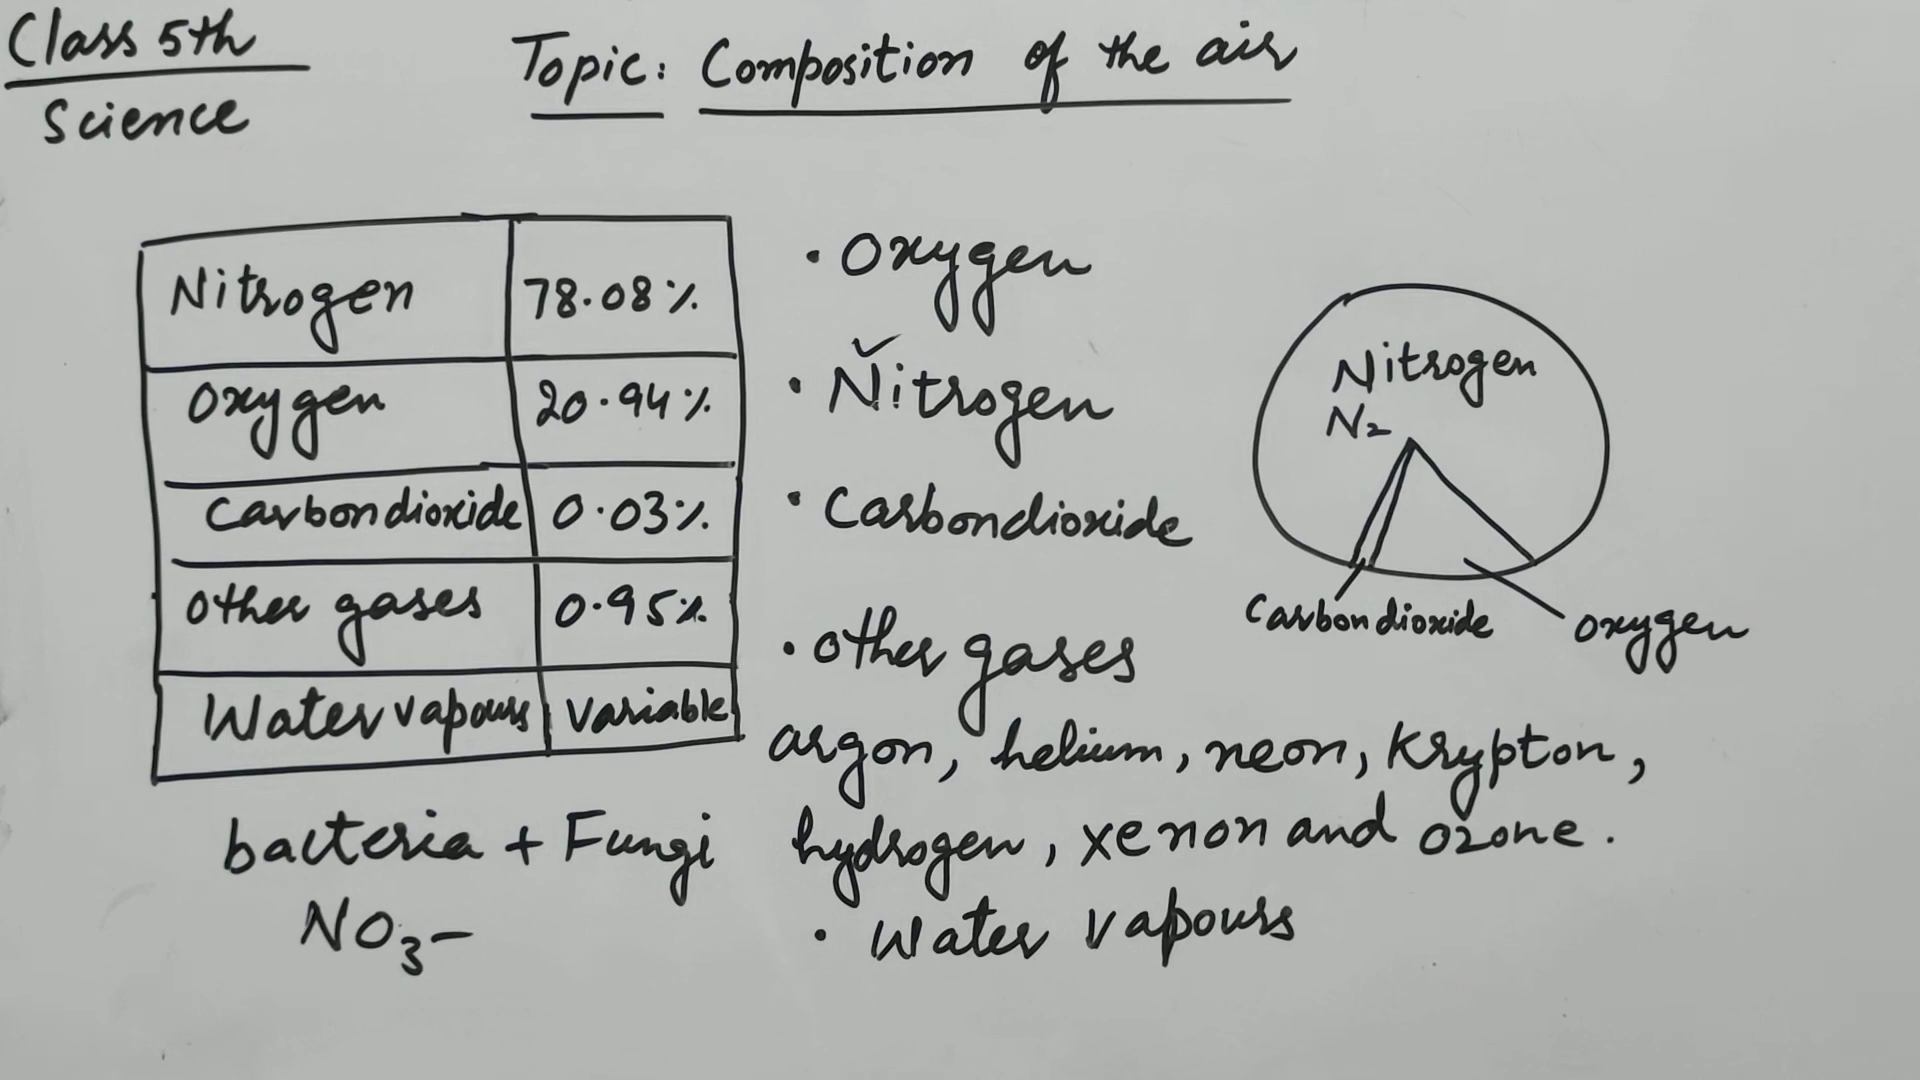 Class 5th
Science
Topic: Composition of the air
Nitrogen 78.08%
Oxygen 20.94%
Carbondioxide 0.03%
Other gases 0.95%
Water vapours variable
bacteria + Fungi
NO3-
• Oxygen
• Nitrogen
• Carbondioxide
• Other gases
argon, helium, neon, Krypton,
hydrogen, xenon and ozone.
• Water vapours
Nitrogen
N2
Carbondioxide
oxygen